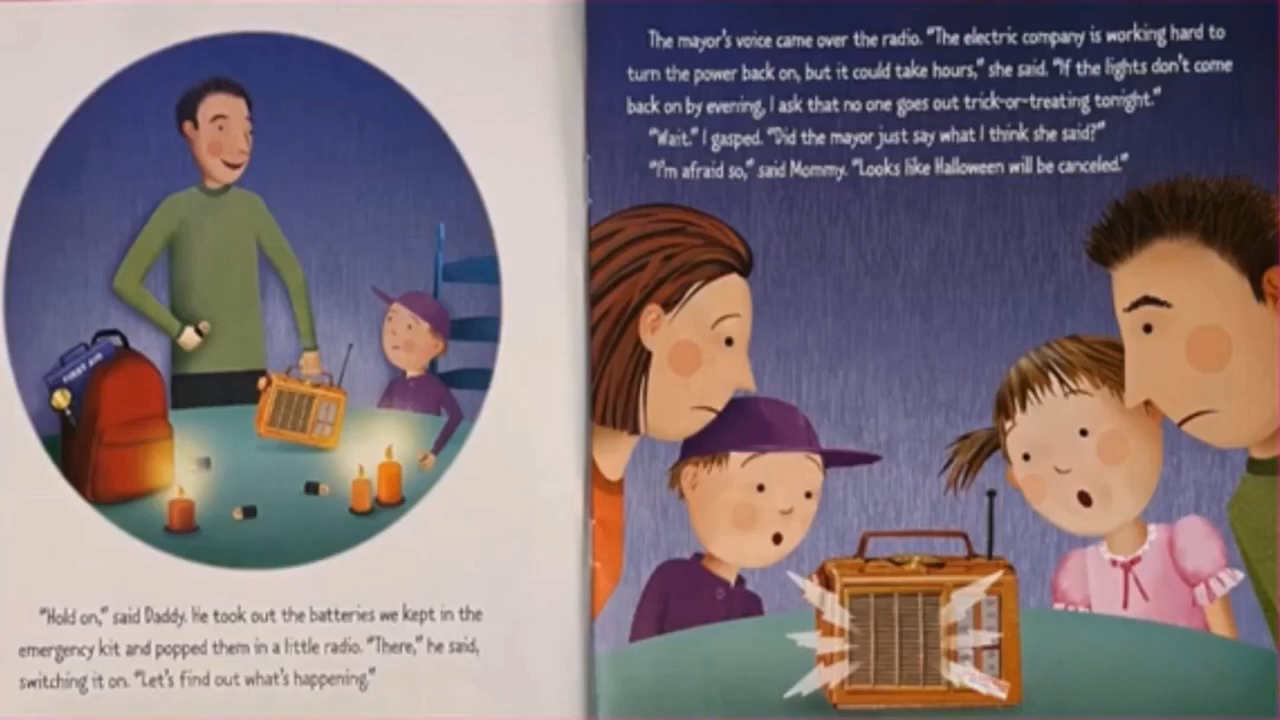 FIRST AID
"Hold on," said Daddy. He took out the batteries we kept in the
emergency kit and popped them in a little radio. "There," he said,
switching it on. "Let's find out what's happening."
The mayor's voice came over the radio. "The electric company is working hard to
turn the power back on, but it could take hours," she said. "If the lights don't come
back on by evening, I ask that no one goes out trick-or-treating tonight."
"Wait." I gasped. "Did the mayor just say what I think she said?"
"I'm afraid so," said Mommy. "Looks like Halloween will be canceled."